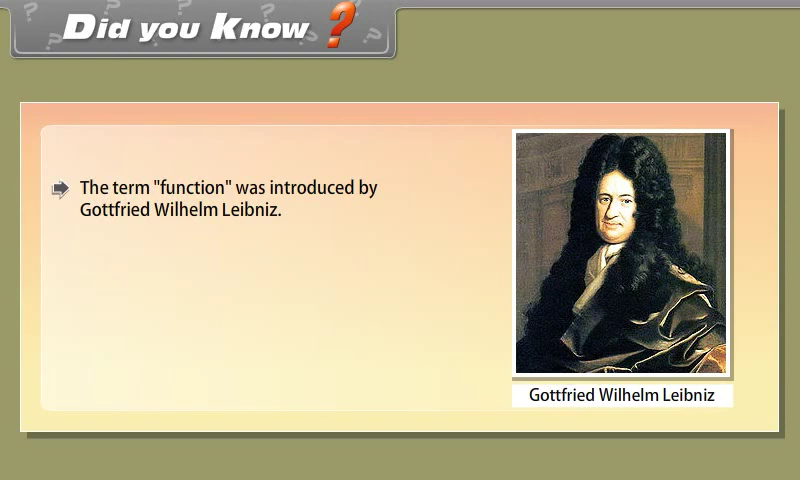 Did you Know ?
The term "function" was introduced by
Gottfried Wilhelm Leibniz.
Gottfried Wilhelm Leibniz